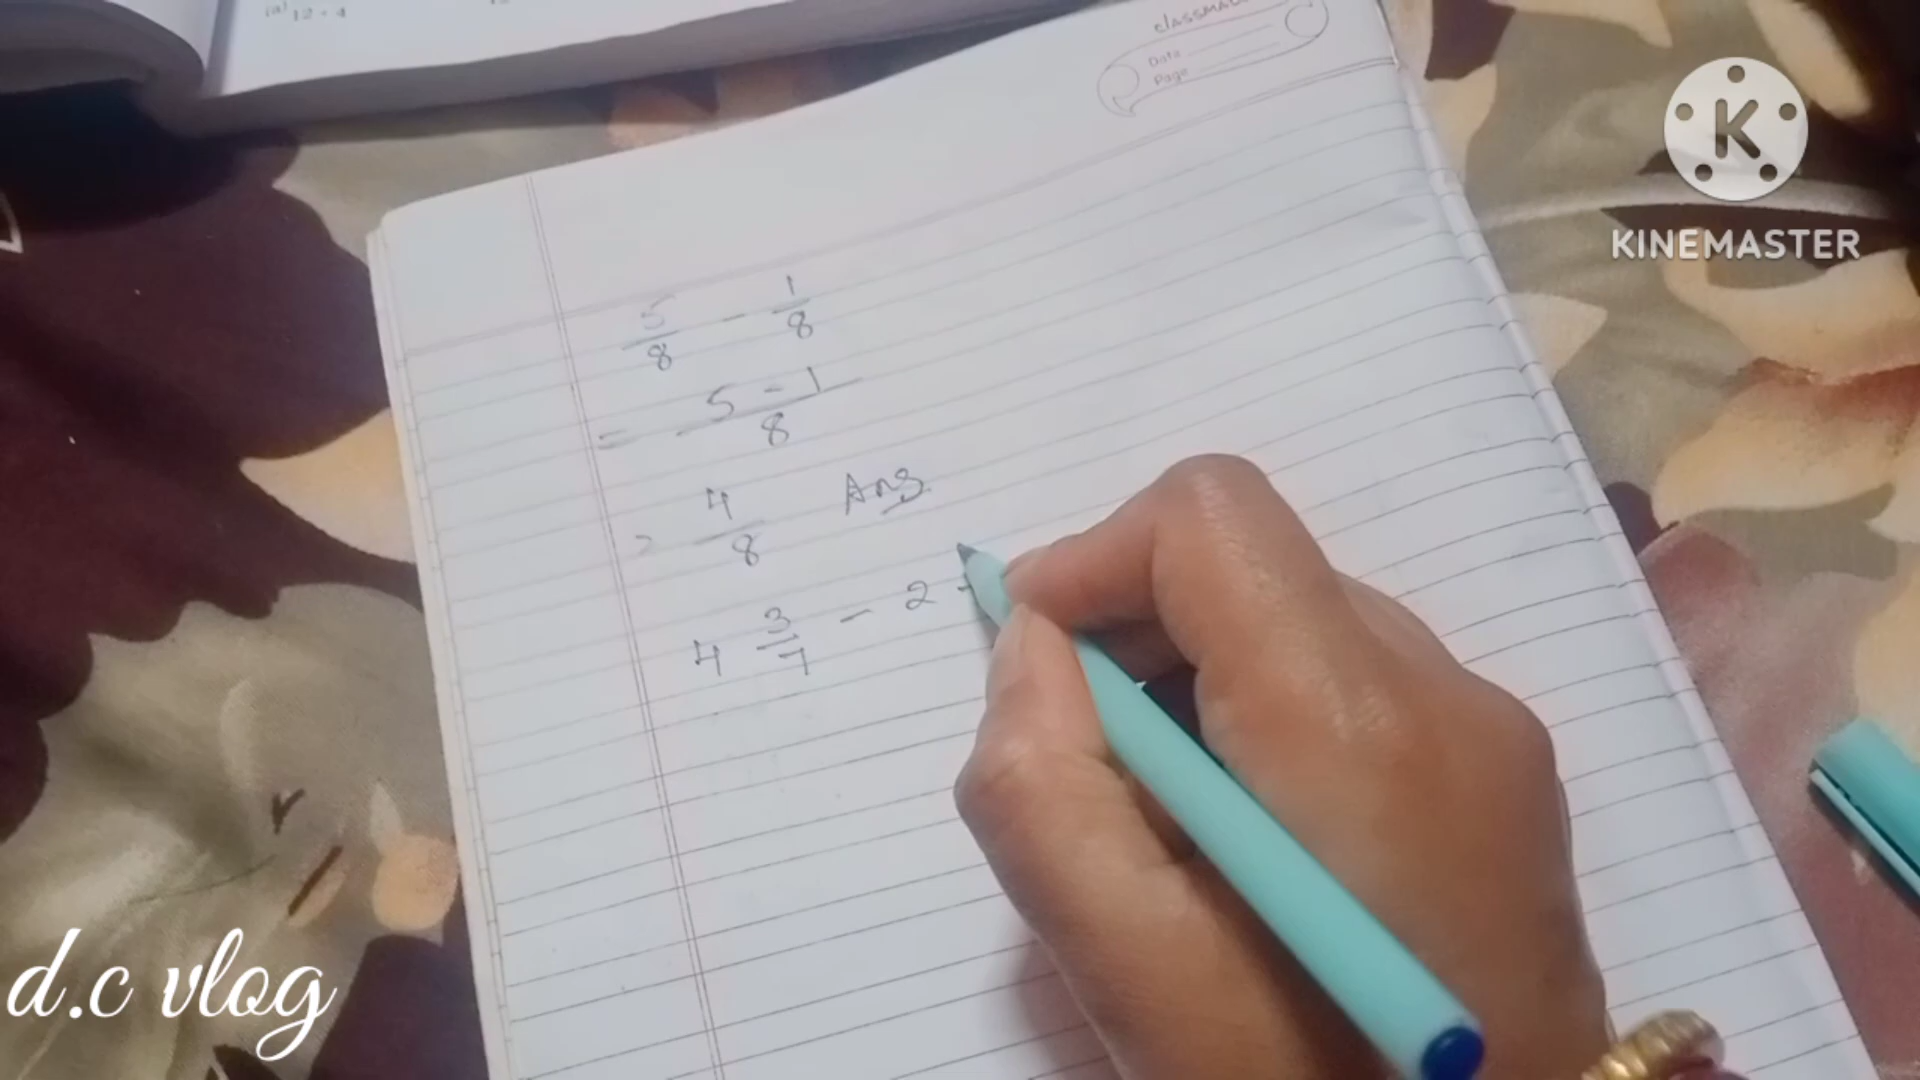 (a) 12 ÷ 4
classmate
Date
Page
5/8 - 1/8
= 5 - 1/8
= 4/8 Ans
4 3/7 - 2
K
KINEMASTER
d.c vlog